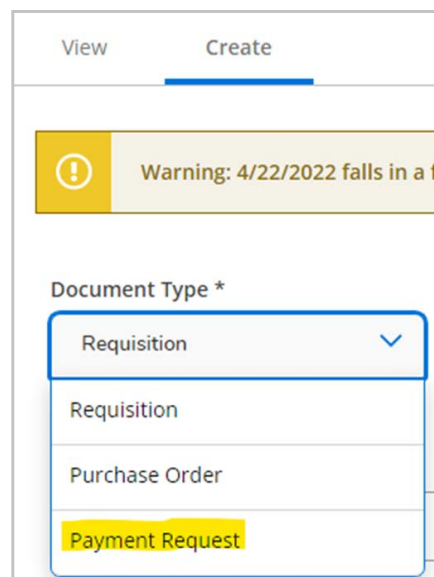 View Create
Warning: 4/22/2022 falls in a
Document Type *
Requisition
Requisition
Purchase Order
Payment Request